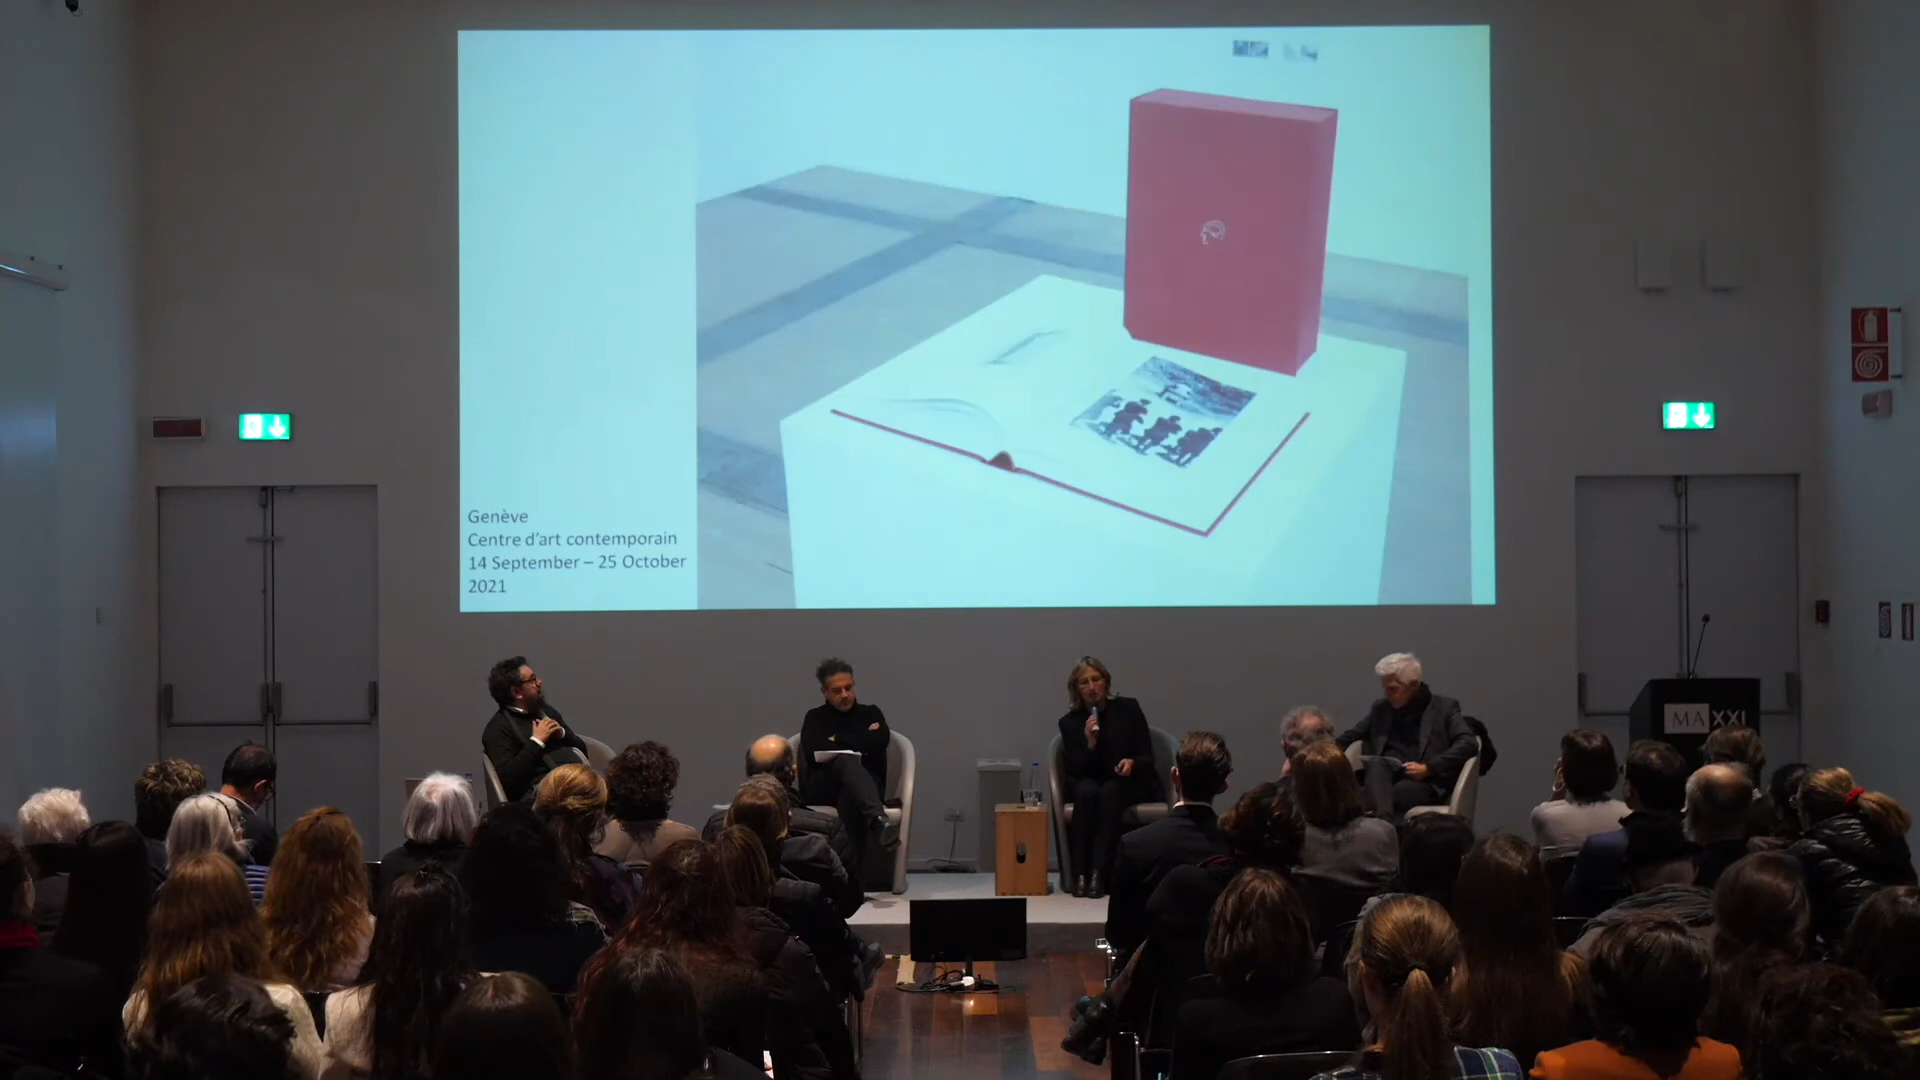 Genève
Centre d'art contemporain
14 September – 25 October
2021
MAXXI